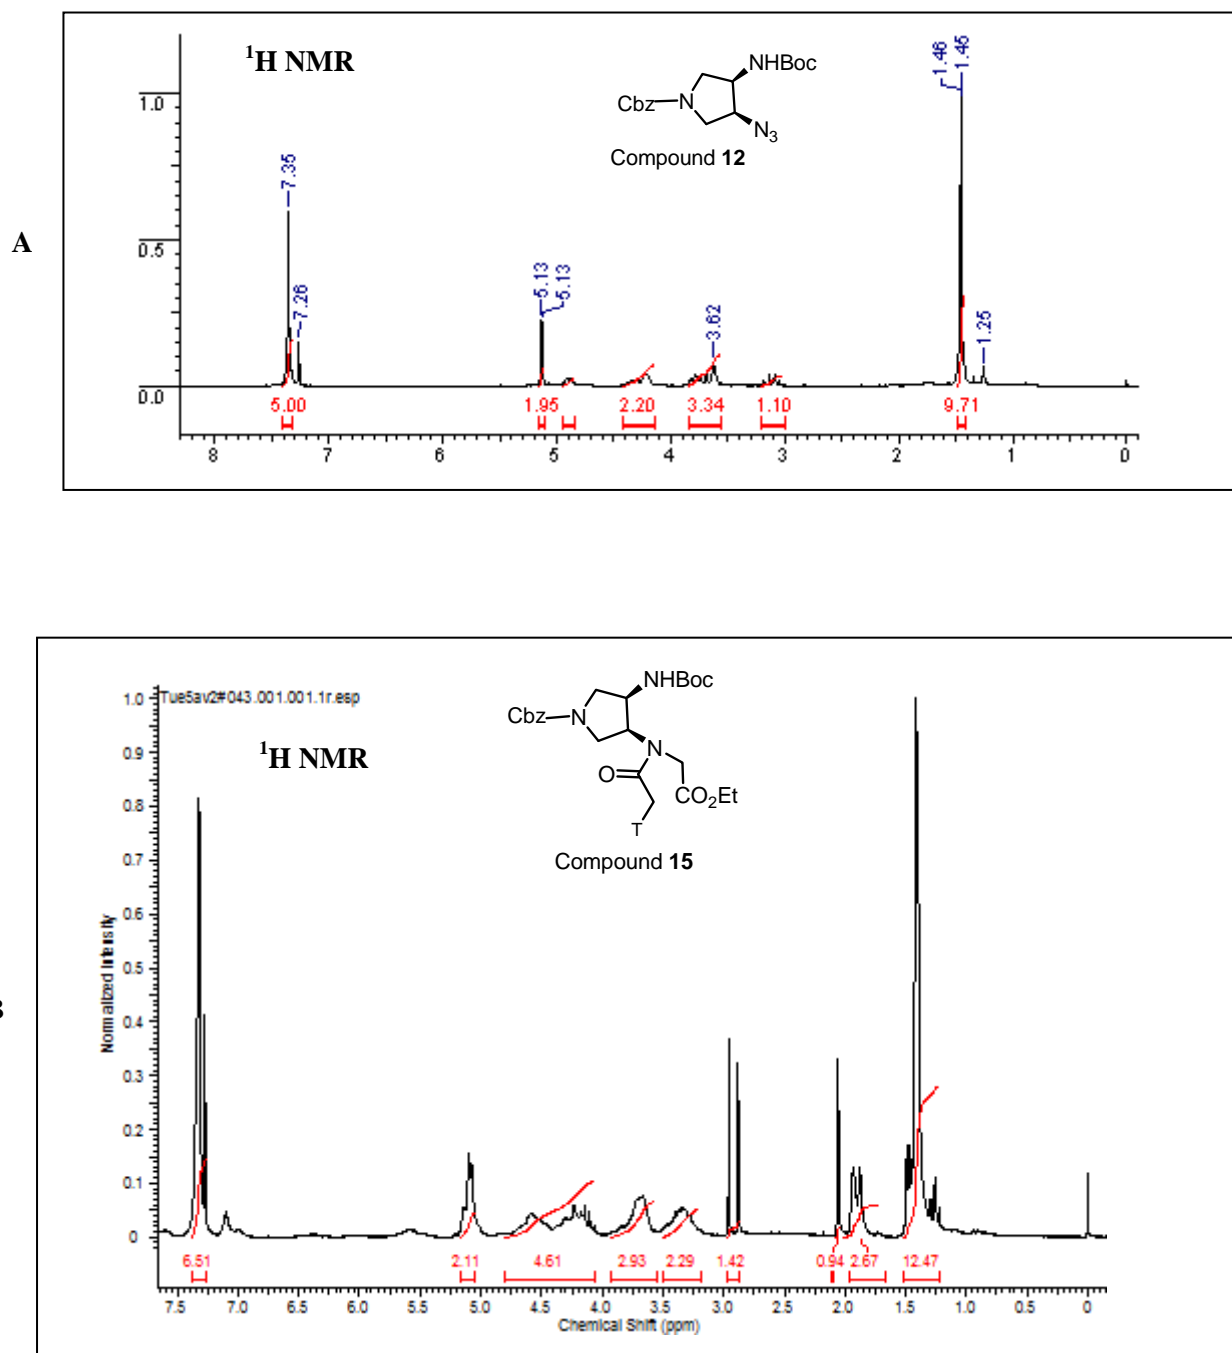 ¹H NMR
NHBoc
Cbz N
N₃
Compound 12
A
1.0
0.5
0.0
7.35
7.26
5.13
5.13
3.62
1.46
1.45
1.25
5.00 1.95 2.20 3.34 1.10 9.71
8 7 6 5 4 3 2 1 0
Tue5av2#043.001.001.1r.esp
¹H NMR
NHBoc
Cbz N
N
O
CO₂Et
T
Compound 15
Normalized Intensity
1.0
0.9
0.8
0.7
0.6
0.5
0.4
0.3
0.2
0.1
0
6.51 2.11 4.61 2.93 2.29 1.42 0.94 2.67 12.47
7.5 7.0 6.5 6.0 5.5 5.0 4.5 4.0 3.5 3.0 2.5 2.0 1.5 1.0 0.5 0
Chemical Shift (ppm)